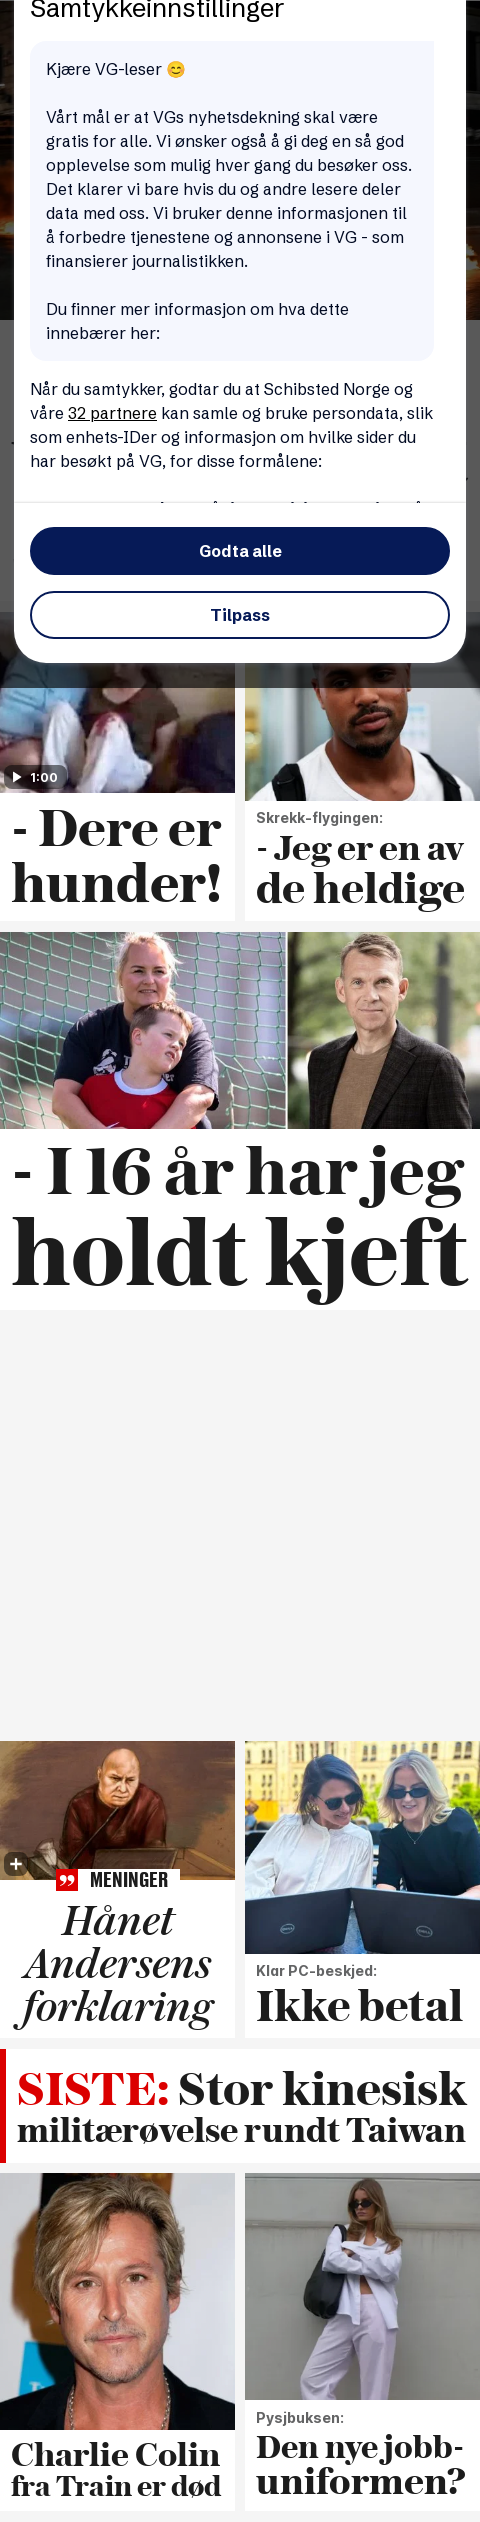 Samtykkeinnstillinger
Kjære VG-leser 😊
Vårt mål er at VGs nyhetsdekning skal være
gratis for alle. Vi ønsker også å gi deg en så god
opplevelse som mulig hver gang du besøker oss.
Det klarer vi bare hvis du og andre lesere deler
data med oss. Vi bruker denne informasjonen til
å forbedre tjenestene og annonsene i VG - som
finansierer journalistikken.
Du finner mer informasjon om hva dette
innebærer her:
Når du samtykker, godtar du at Schibsted Norge og
våre 32 partnere kan samle og bruke persondata, slik
som enhets-IDer og informasjon om hvilke sider du
har besøkt på VG, for disse formålene:
Godta alle
Tilpass
1:00
- Dere er
hunder!
Skrekk-flygingen:
- Jeg er en av
de heldige
- I 16 år har jeg
holdt kjeft
MENINGER
Hånet
Andersens
forklaring
Klar PC-beskjed:
Ikke betal
SISTE: Stor kinesisk
militærøvelse rundt Taiwan
Charlie Colin
fra Train er død
Pysjbuksen:
Den nye jobb-
uniformen?